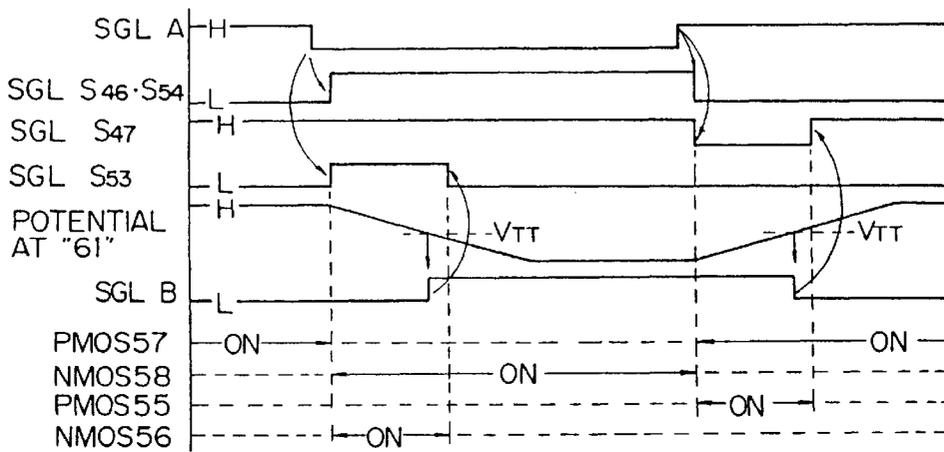 SGL A H
SGL S46·S54 L
SGL S47 H
SGL S53 L
POTENTIAL AT "61" H VTT VTT
SGL B L
PMOS57 ON ON
NMOS58 ON
PMOS55 ON
NMOS56 ON